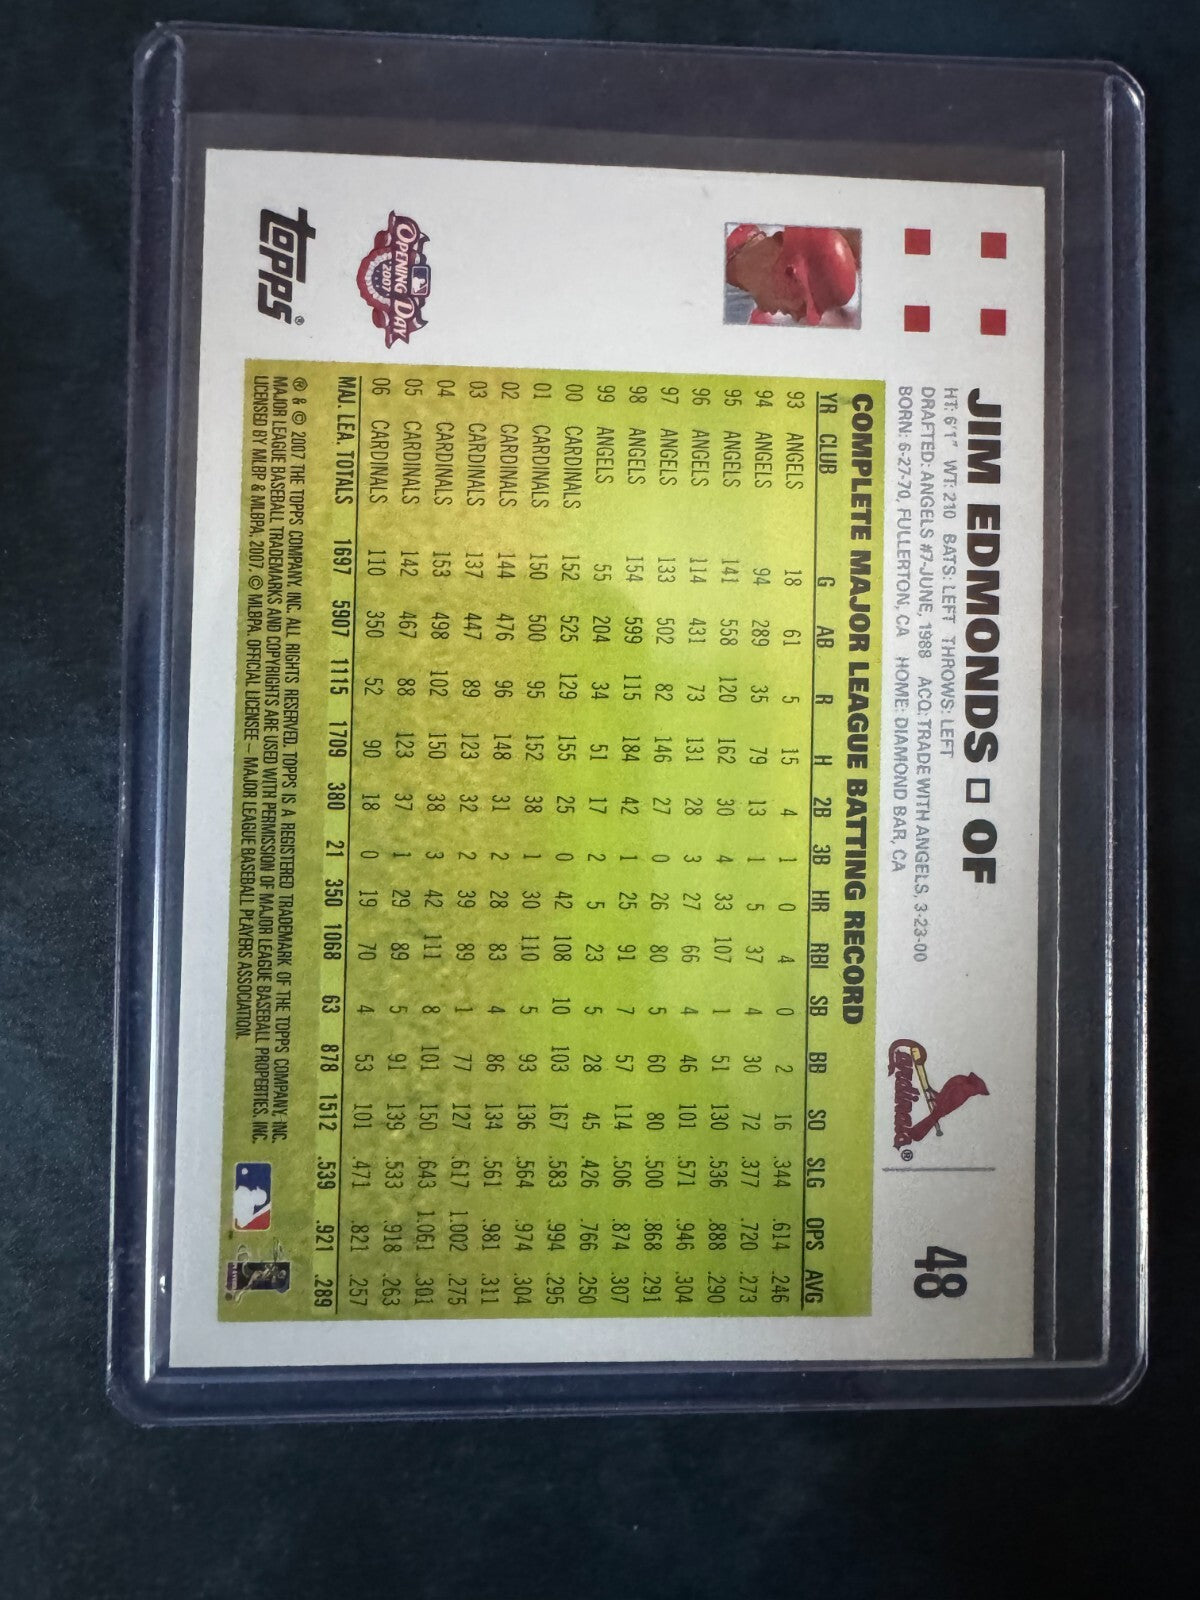 JIM EDMONDS □ OF
48
HT: 6'1" WT: 210 BATS: LEFT THROWS: LEFT
DRAFTED: ANGELS #7-JUNE, 1988 ACQ: TRADE WITH ANGELS, 3-23-00
BORN: 6-27-70, FULLERTON, CA HOME: DIAMOND BAR, CA
Cardinals®
COMPLETE MAJOR LEAGUE BATTING RECORD
YR CLUB G AB R H 2B 3B HR RBI SB BB SO SLG OPS AVG
93 ANGELS 18 61 5 15 4 1 0 4 0 2 16 .344 .614 .246
94 ANGELS 94 289 35 79 13 1 5 37 4 30 72 .377 .720 .273
95 ANGELS 141 558 120 162 30 4 33 107 1 51 130 .536 .888 .290
96 ANGELS 114 431 73 131 28 3 27 66 4 46 101 .571 .946 .304
97 ANGELS 133 502 82 146 27 0 26 80 5 60 80 .500 .868 .291
98 ANGELS 154 599 115 184 42 1 25 91 7 57 114 .506 .874 .307
99 ANGELS 55 204 34 51 17 2 5 23 5 28 45 .426 .766 .250
00 CARDINALS 152 525 129 155 25 0 42 108 10 103 167 .583 .994 .295
01 CARDINALS 150 500 95 152 38 1 30 110 5 93 136 .564 .974 .304
02 CARDINALS 144 476 96 148 31 2 28 83 4 86 134 .561 .981 .311
03 CARDINALS 137 447 89 123 32 2 39 89 1 77 127 .617 1.002 .275
04 CARDINALS 153 498 102 150 38 3 42 111 8 101 150 .643 1.061 .301
05 CARDINALS 142 467 88 123 37 1 29 89 5 91 139 .533 .918 .263
06 CARDINALS 110 350 52 90 18 0 19 70 4 53 101 .471 .821 .257
MAJ. LEA. TOTALS 1697 5907 1115 1709 380 21 350 1068 63 878 1512 .539 .921 .289
OPENING DAY
2007
Topps®
® & © 2007 THE TOPPS COMPANY, INC. ALL RIGHTS RESERVED. TOPPS IS A REGISTERED TRADEMARK OF THE TOPPS COMPANY, INC.
MAJOR LEAGUE BASEBALL TRADEMARKS AND COPYRIGHTS ARE USED WITH PERMISSION OF MAJOR LEAGUE BASEBALL PROPERTIES, INC.
LICENSED BY MLBP & MLBPA, 2007. © MLBPA. OFFICIAL LICENSEE – MAJOR LEAGUE BASEBALL PLAYERS ASSOCIATION.